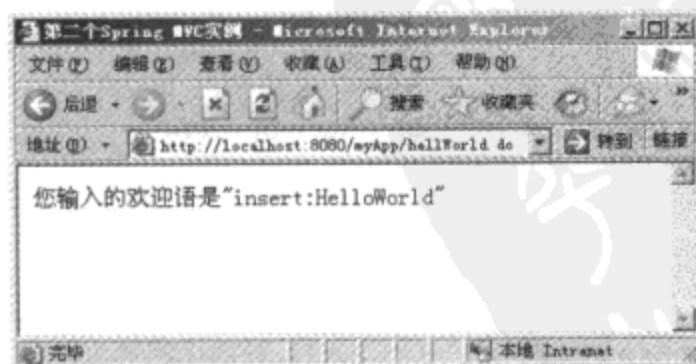 第二个Spring MVC实例 - Microsoft Internet Explorer
文件(F) 编辑(E) 查看(V) 收藏(A) 工具(T) 帮助(H)
后退 搜索 收藏夹 »
地址(D) http://localhost:8080/myApp/hellWorld.do 转到 链接
您输入的欢迎语是"insert:HelloWorld"
完毕 本地 Intranet